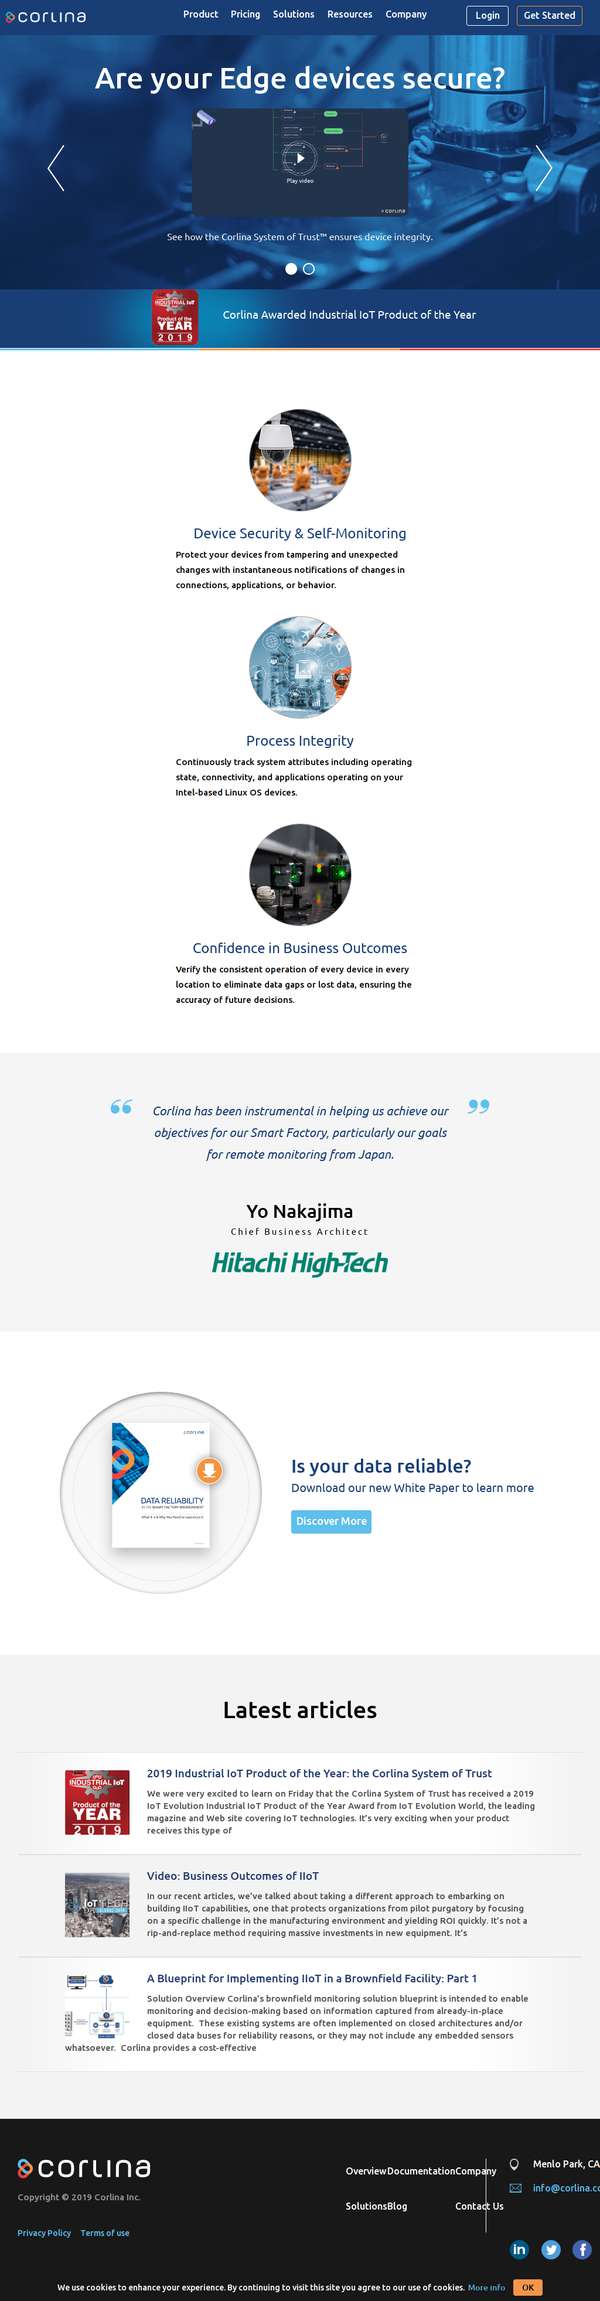 corlina
Product Pricing Solutions Resources Company Login Get Started
Are your Edge devices secure?
Play video
corlina
See how the Corlina System of Trust™ ensures device integrity.
INDUSTRIAL IoT
Product of the
YEAR
2019
Corlina Awarded Industrial IoT Product of the Year
Device Security & Self-Monitoring
Protect your devices from tampering and unexpected
changes with instantaneous notifications of changes in
connections, applications, or behavior.
Process Integrity
Continuously track system attributes including operating
state, connectivity, and applications operating on your
Intel-based Linux OS devices.
Confidence in Business Outcomes
Verify the consistent operation of every device in every
location to eliminate data gaps or lost data, ensuring the
accuracy of future decisions.
“ Corlina has been instrumental in helping us achieve our ”
objectives for our Smart Factory, particularly our goals
for remote monitoring from Japan.
Yo Nakajima
Chief Business Architect
Hitachi High-Tech
corlina
DATA RELIABILITY
Is your data reliable?
Download our new White Paper to learn more
Discover More
Latest articles
INDUSTRIAL IoT
Product of the
YEAR
2019
2019 Industrial IoT Product of the Year: the Corlina System of Trust
We were very excited to learn on Friday that the Corlina System of Trust has received a 2019
IoT Evolution Industrial IoT Product of the Year Award from IoT Evolution World, the leading
magazine and Web site covering IoT technologies. It’s very exciting when your product
receives this type of
IoT TECH
Video: Business Outcomes of IIoT
In our recent articles, we’ve talked about taking a different approach to embarking on
building IIoT capabilities, one that protects organizations from pilot purgatory by focusing
on a specific challenge in the manufacturing environment and yielding ROI quickly. It’s not a
rip-and-replace method requiring massive investments in new equipment. It’s
A Blueprint for Implementing IIoT in a Brownfield Facility: Part 1
Solution Overview Corlina’s brownfield monitoring solution blueprint is intended to enable
monitoring and decision-making based on information captured from already-in-place
equipment. These existing systems are often implemented on closed architectures and/or
closed data buses for reliability reasons, or they may not include any embedded sensors
whatsoever. Corlina provides a cost-effective
corlina
Copyright © 2019 Corlina Inc.
Privacy Policy Terms of use
Overview Documentation Company
Solutions Blog Contact Us
Menlo Park, CA
info@corlina.co
in
f
We use cookies to enhance your experience. By continuing to visit this site you agree to our use of cookies. More info OK